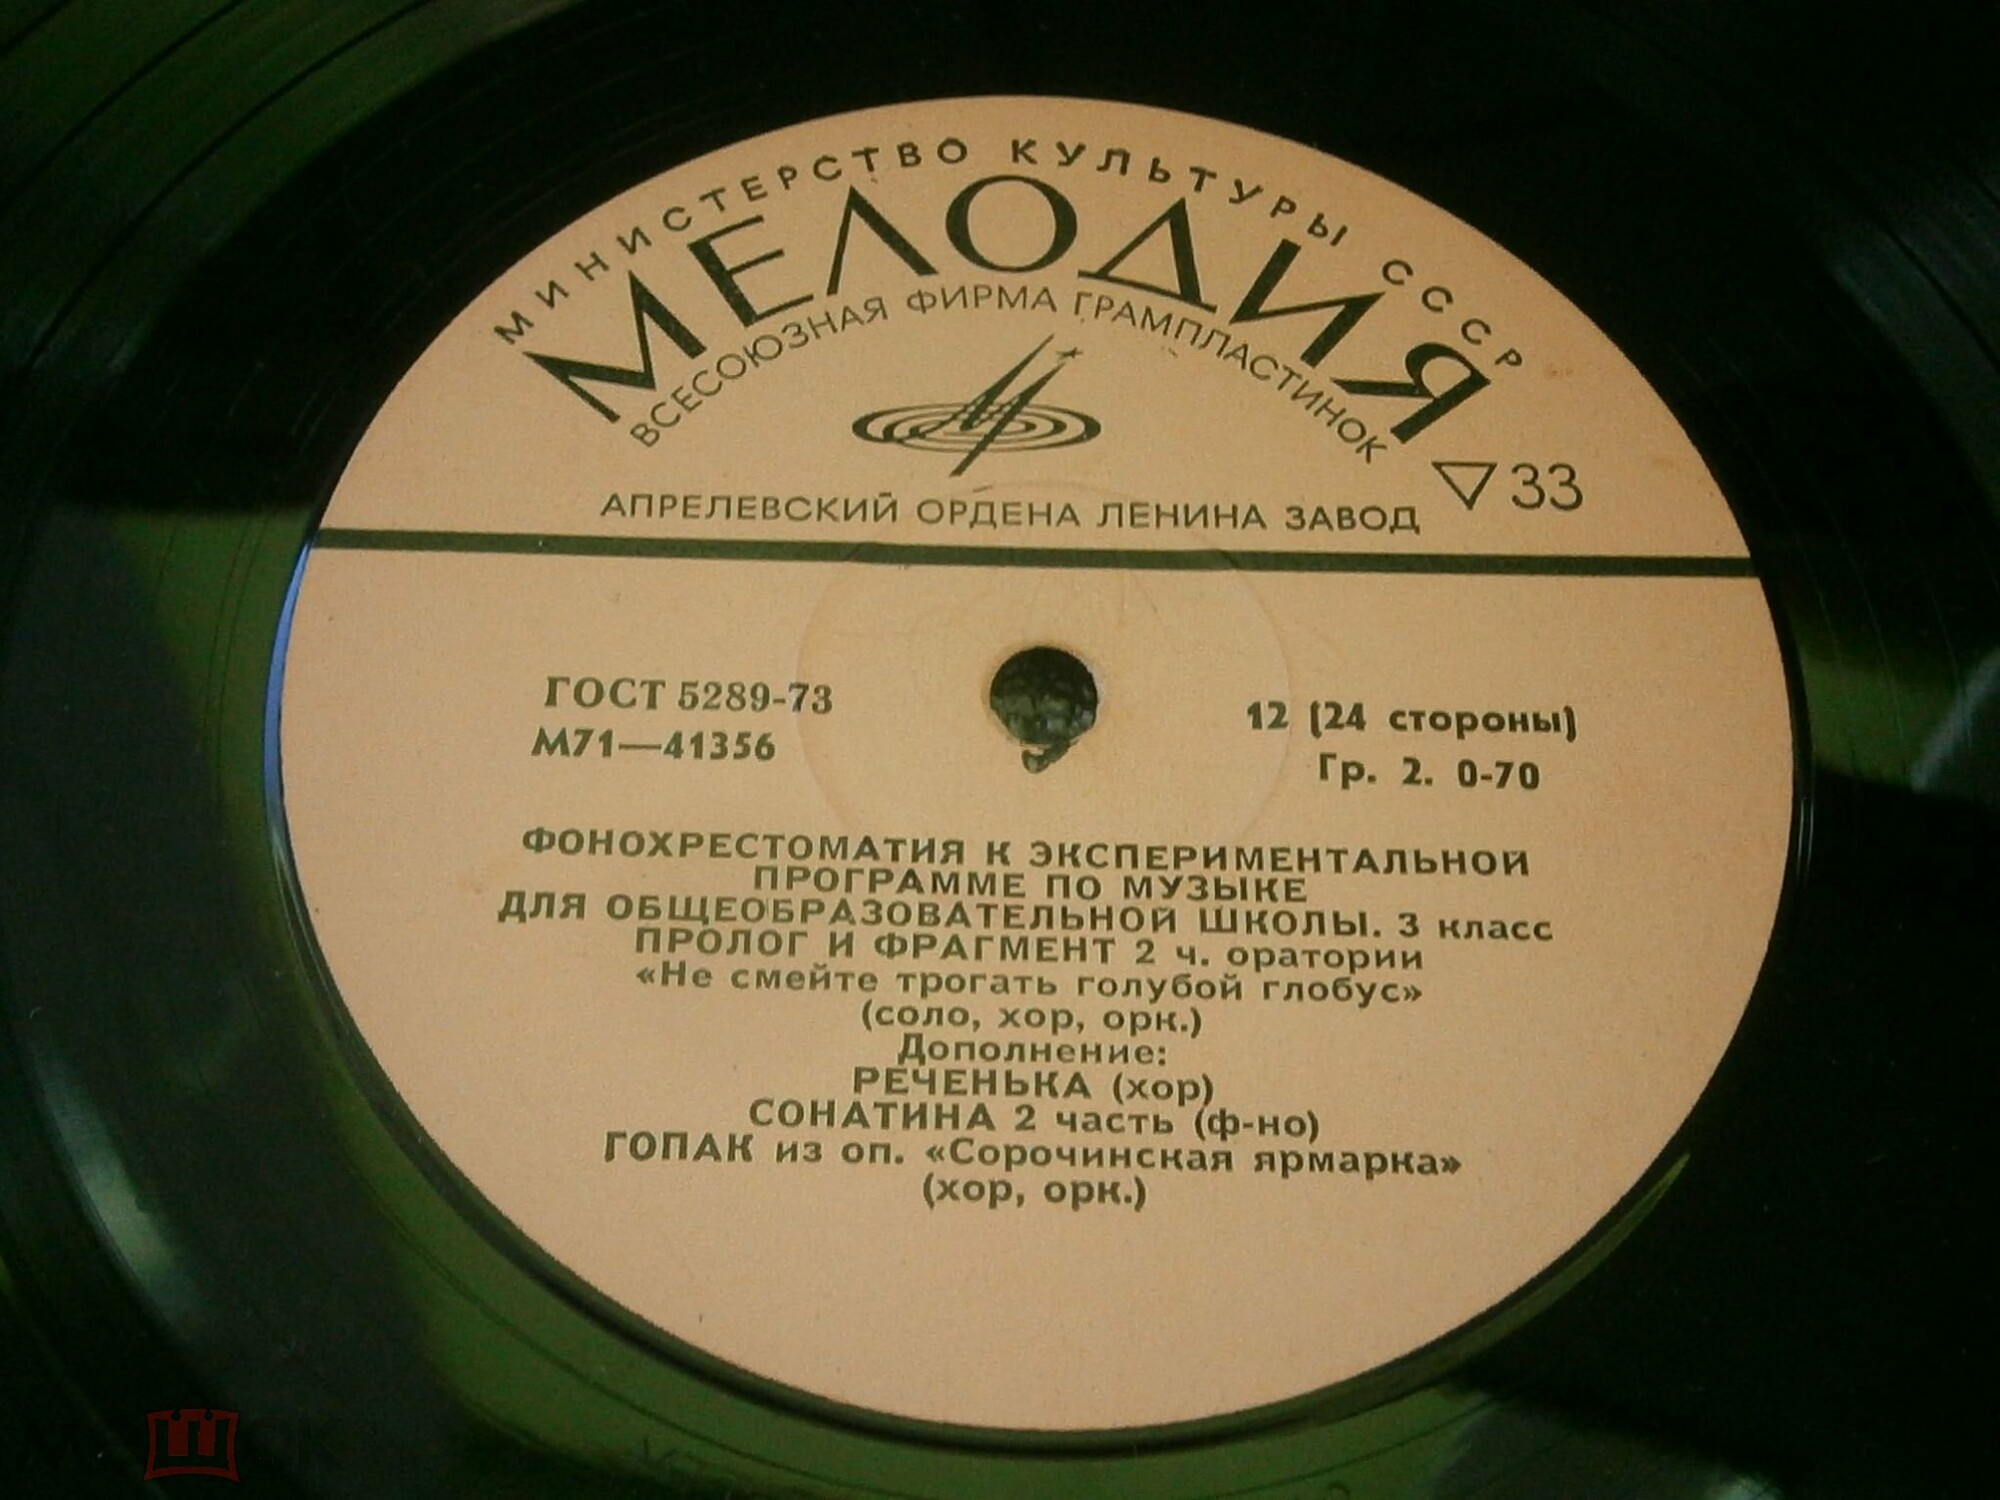 МИНИСТЕРСТВО КУЛЬТУРЫ СССР
МЕЛОДИЯ
ВСЕСОЮЗНАЯ ФИРМА ГРАМПЛАСТИНОК
▽33
АПРЕЛЕВСКИЙ ОРДЕНА ЛЕНИНА ЗАВОД
ГОСТ 5289-73
М71—41356
12 (24 стороны)
Гр. 2. 0-70
ФОНОХРЕСТОМАТИЯ К ЭКСПЕРИМЕНТАЛЬНОЙ
ПРОГРАММЕ ПО МУЗЫКЕ
ДЛЯ ОБЩЕОБРАЗОВАТЕЛЬНОЙ ШКОЛЫ. 3 класс
ПРОЛОГ И ФРАГМЕНТ 2 ч. оратории
«Не смейте трогать голубой глобус»
(соло, хор, орк.)
Дополнение:
РЕЧЕНЬКА (хор)
СОНАТИНА 2 часть (ф-но)
ГОПАК из оп. «Сорочинская ярмарка»
(хор, орк.)